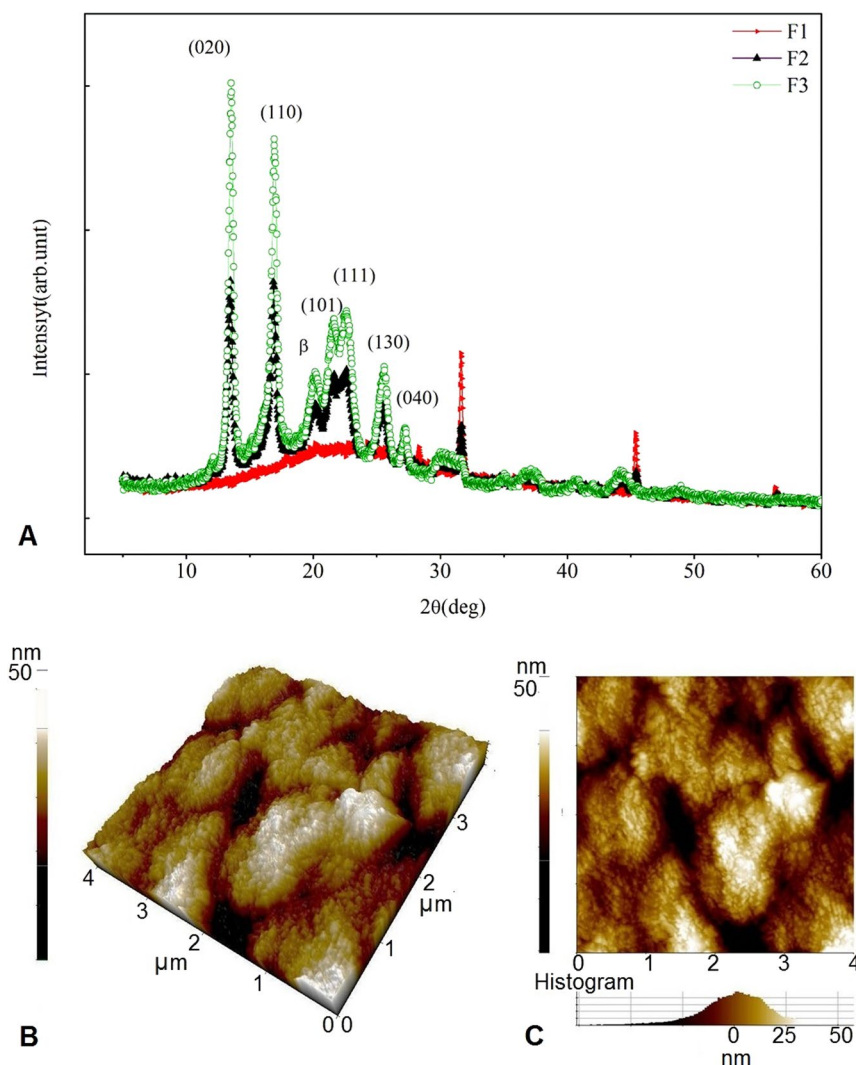 F1
F2
F3
(020)
(110)
(111)
(101)
β
(130)
(040)
Intensiyt(arb.unit)
A
10
20
30
40
50
60
2θ(deg)
nm
50
4
3
2
µm
1
0
0
1
2
µm
3
B
nm
50
0
1
2
3
4
Histogram
0
25
50
nm
C